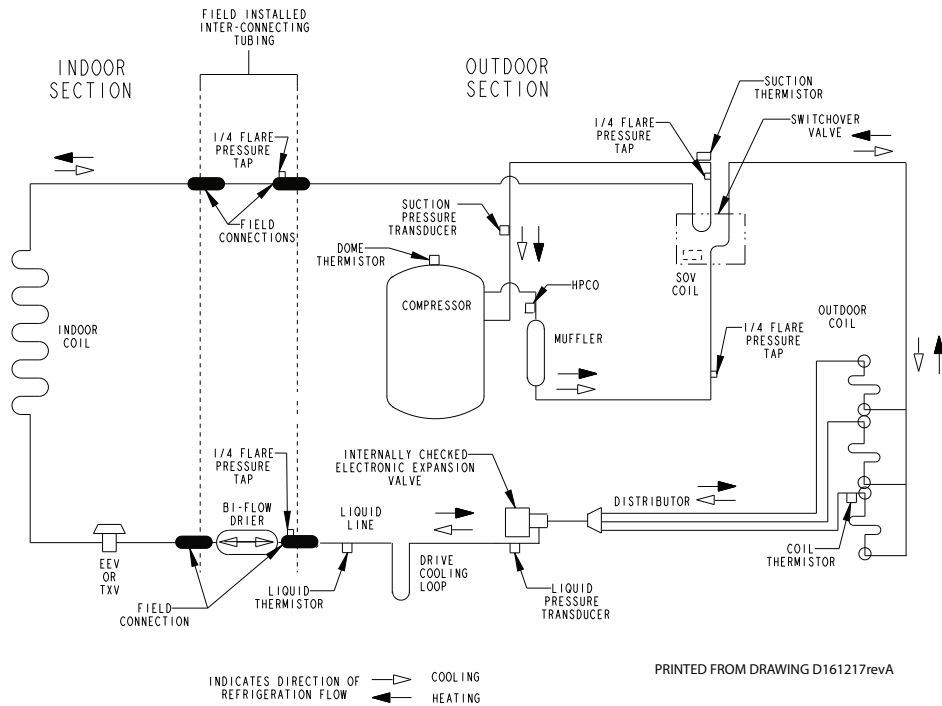 FIELD INSTALLED
INTER-CONNECTING
TUBING
INDOOR
SECTION
OUTDOOR
SECTION
SUCTION
THERMISTOR
1/4 FLARE
PRESSURE
TAP
SWITCHOVER
VALVE
1/4 FLARE
PRESSURE
TAP
FIELD
CONNECTIONS
SUCTION
PRESSURE
TRANSDUCER
DOME
THERMISTOR
COMPRESSOR
HPCO
MUFFLER
SOV
COIL
INDOOR
COIL
OUTDOOR
COIL
1/4 FLARE
PRESSURE
TAP
1/4 FLARE
PRESSURE
TAP
BI-FLOW
DRIER
LIQUID
LINE
INTERNALLY CHECKED
ELECTRONIC EXPANSION
VALVE
DISTRIBUTOR
COIL
THERMISTOR
EEV
OR
TXV
FIELD
CONNECTION
LIQUID
THERMISTOR
DRIVE
COOLING
LOOP
LIQUID
PRESSURE
TRANSDUCER
INDICATES DIRECTION OF
REFRIGERATION FLOW
COOLING
HEATING
PRINTED FROM DRAWING D161217revA